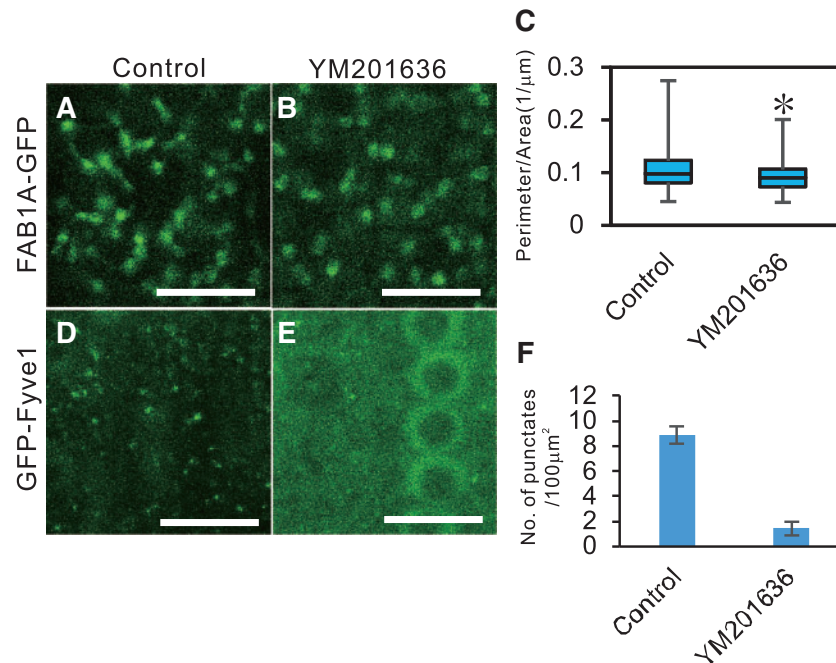 Control
YM201636
FAB1A-GFP
A
B
GFP-Fyve1
D
E
C
Perimeter/Area(1/μm)
0.3
0.2
0.1
0
*
Control
YM201636
F
No. of punctates
/100μm²
12
10
8
6
4
2
0
Control
YM201636